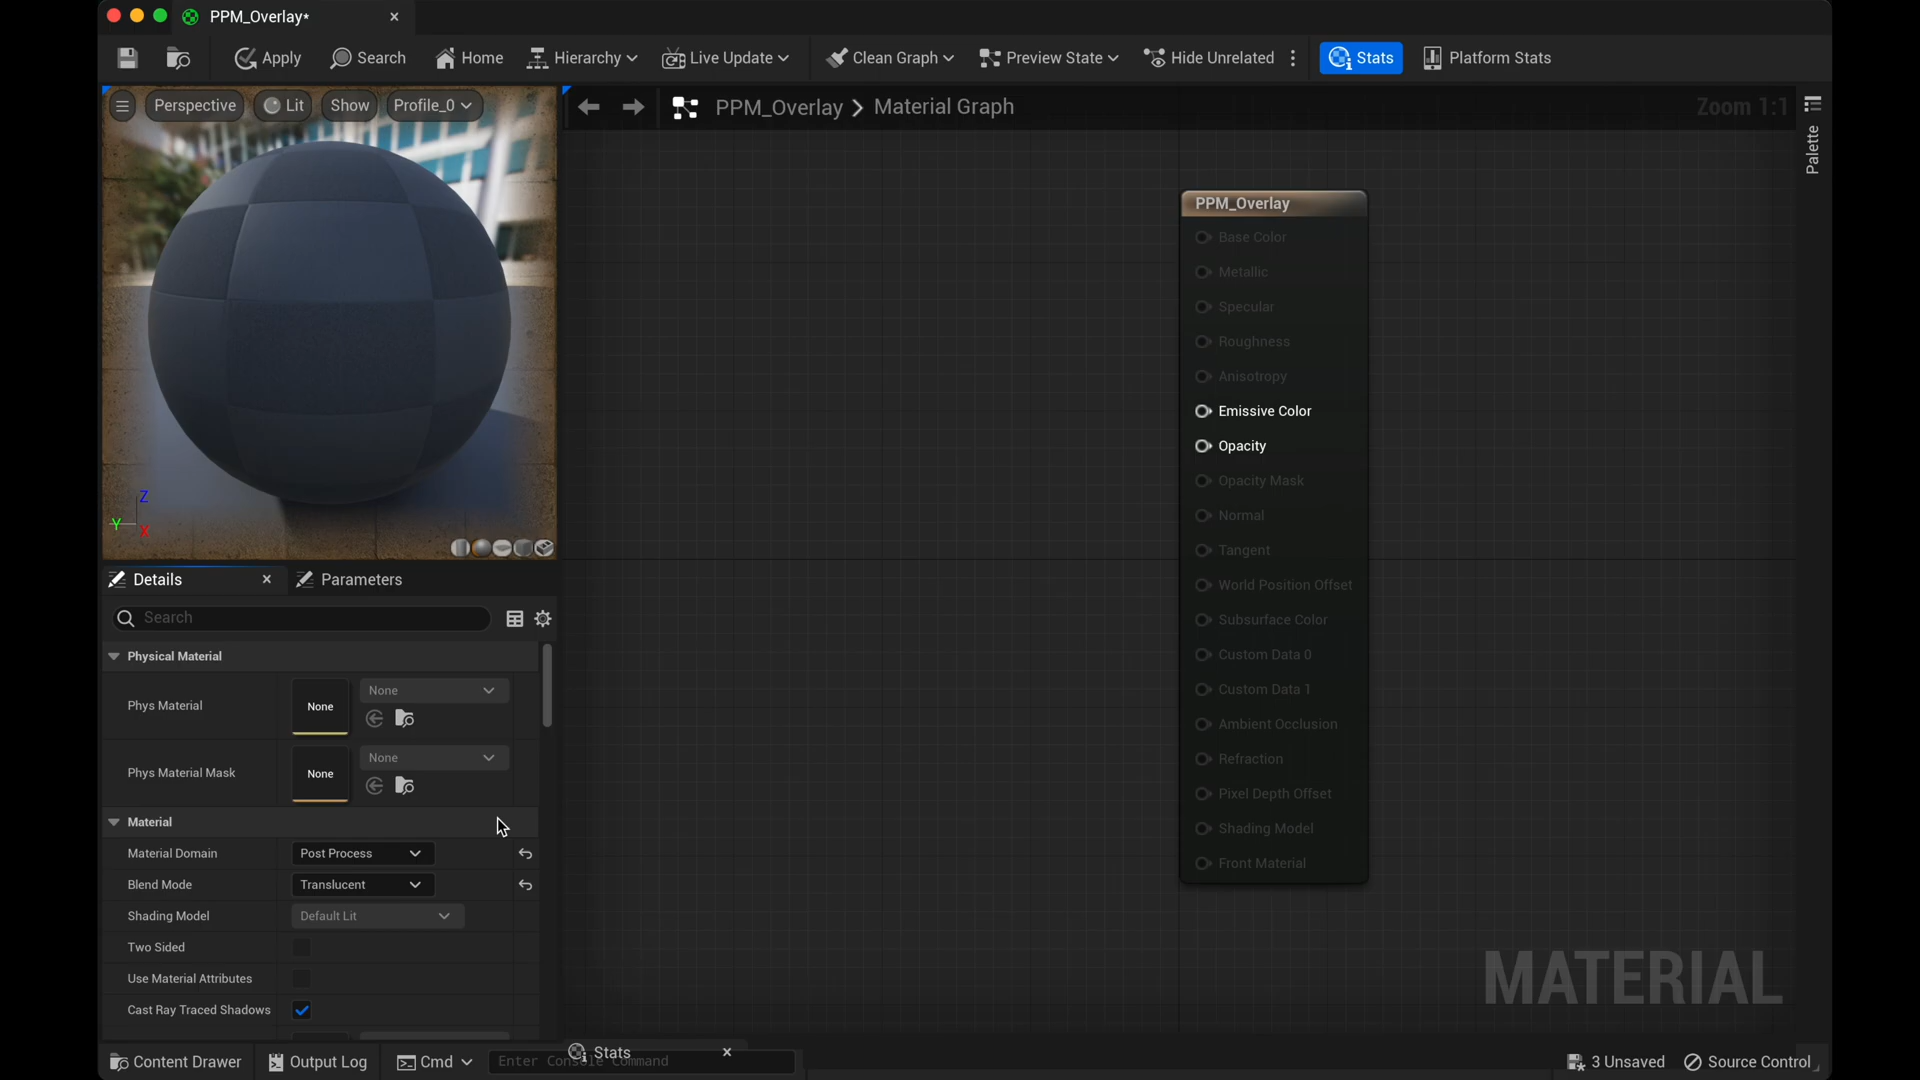 PPM_Overlay*
Apply
Search
Home
Hierarchy
Live Update
Clean Graph
Preview State
Hide Unrelated
Stats
Platform Stats
Perspective
Lit
Show
Profile_0
PPM_Overlay
Material Graph
Zoom 1:1
Palette
PPM_Overlay
Base Color
Metallic
Specular
Roughness
Anisotropy
Emissive Color
Opacity
Opacity Mask
Normal
Tangent
World Position Offset
Subsurface Color
Custom Data 0
Custom Data 1
Ambient Occlusion
Refraction
Pixel Depth Offset
Shading Model
Front Material
MATERIAL
Z
Y
X
Details
Parameters
Search
Physical Material
Phys Material
None
None
Phys Material Mask
None
None
Material
Material Domain
Post Process
Blend Mode
Translucent
Shading Model
Default Lit
Two Sided
Use Material Attributes
Cast Ray Traced Shadows
Content Drawer
Output Log
Cmd
Stats
Enter Console Command
3 Unsaved
Source Control